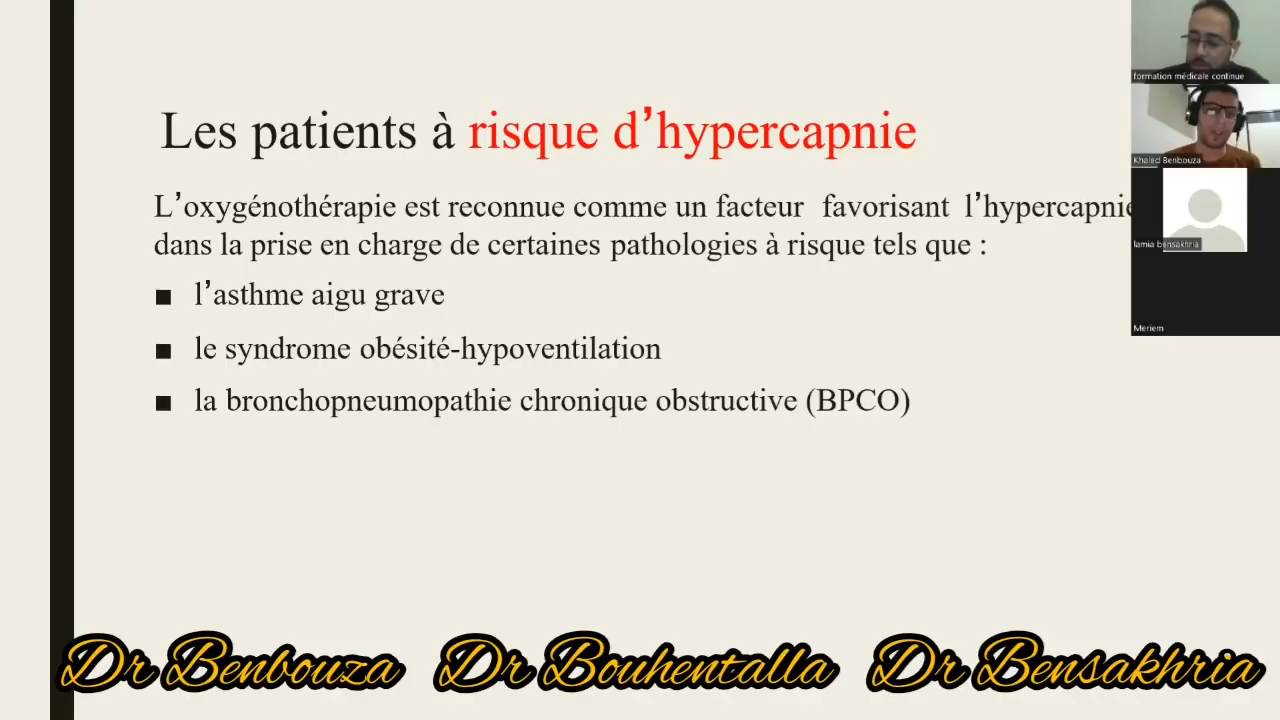 Les patients à risque d’hypercapnie
L’oxygénothérapie est reconnue comme un facteur favorisant l’hypercapnie
dans la prise en charge de certaines pathologies à risque tels que :
■ l’asthme aigu grave
■ le syndrome obésité-hypoventilation
■ la bronchopneumopathie chronique obstructive (BPCO)
formation médicale continue
Khaled Benbouza
lamia bensakhria
Meriem
Dr Benbouza Dr Bouhentalla Dr Bensakhria